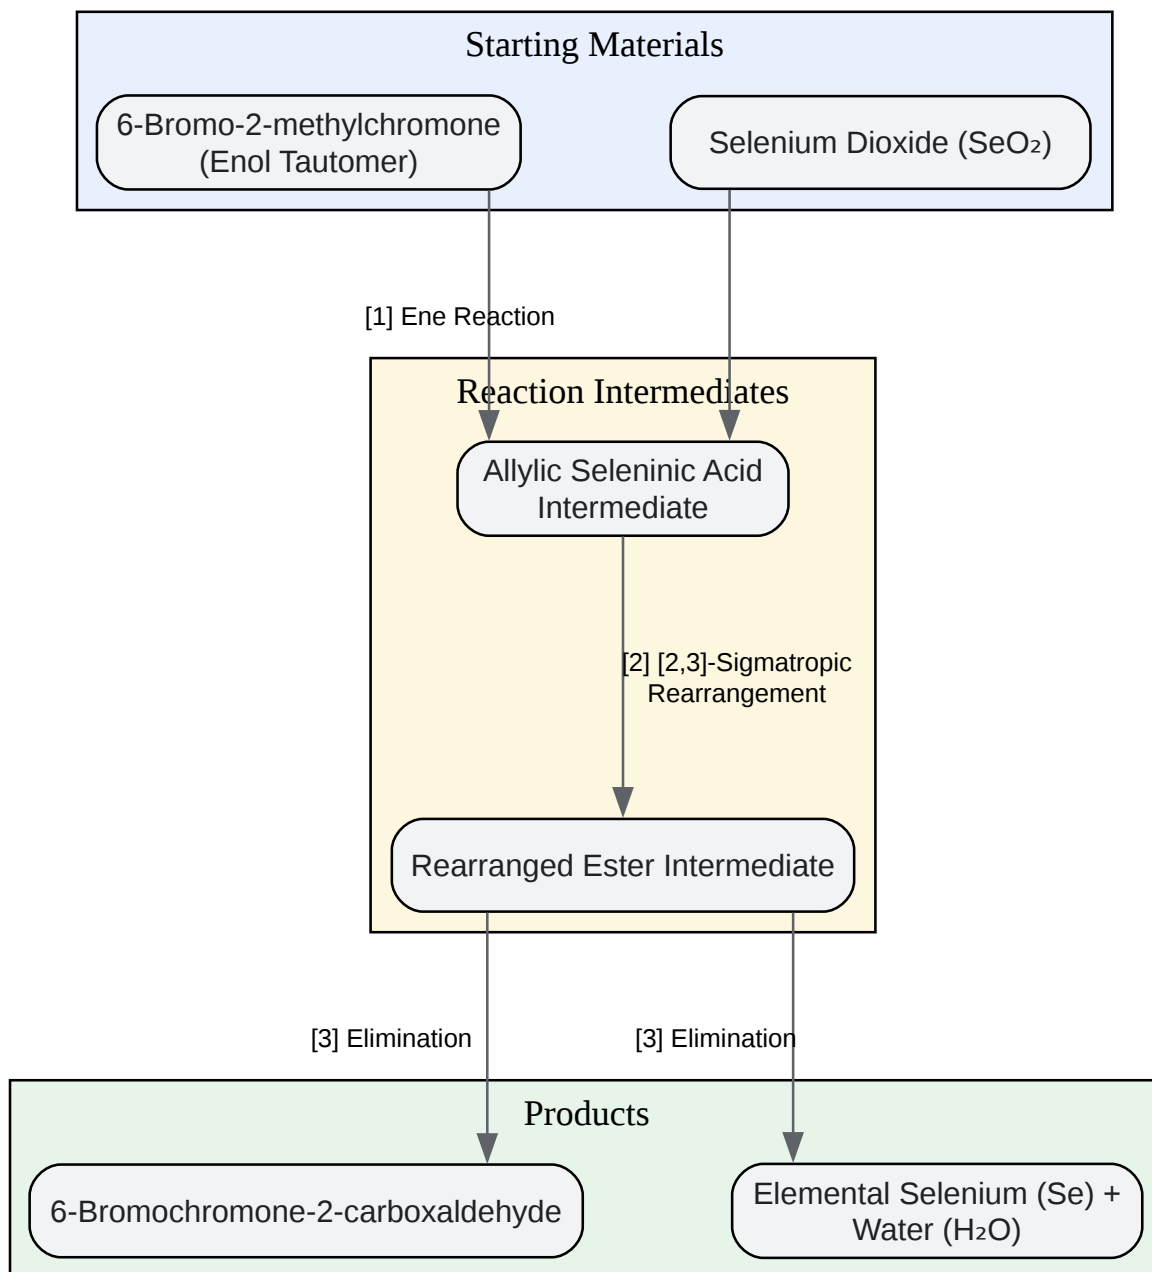 Starting Materials
6-Bromo-2-methylchromone
(Enol Tautomer)
Selenium Dioxide (SeO₂)
[1] Ene Reaction
Reaction Intermediates
Allylic Seleninic Acid
Intermediate
[2] [2,3]-Sigmatropic
Rearrangement
Rearranged Ester Intermediate
[3] Elimination
[3] Elimination
Products
6-Bromochromone-2-carboxaldehyde
Elemental Selenium (Se) +
Water (H₂O)